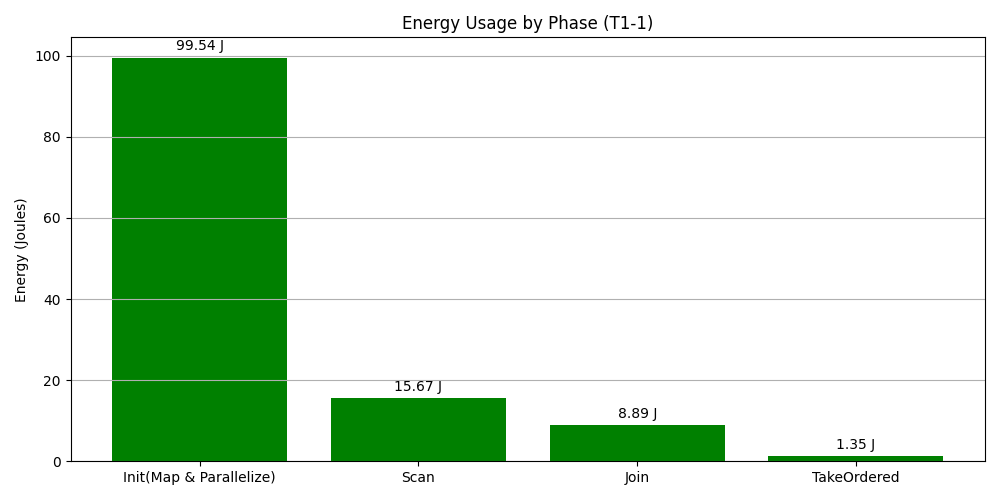 Energy Usage by Phase (T1-1)
Energy (Joules)
100
80
60
40
20
0
99.54 J
15.67 J
8.89 J
1.35 J
Init(Map & Parallelize)
Scan
Join
TakeOrdered